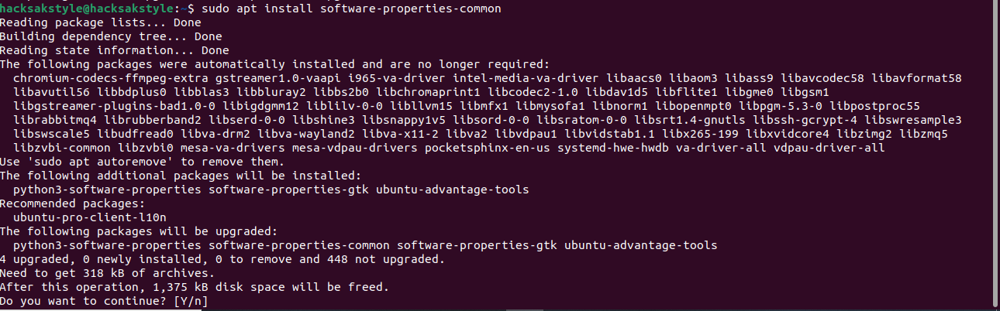 hacksakstyle@hacksakstyle:~$ sudo apt install software-properties-common
Reading package lists... Done
Building dependency tree... Done
Reading state information... Done
The following packages were automatically installed and are no longer required:
  chromium-codecs-ffmpeg-extra gstreamer1.0-vaapi i965-va-driver intel-media-va-driver libaacs0 libaom3 libass9 libavcodec58 libavformat58
  libavutil56 libbdplus0 libblas3 libbluray2 libbs2b0 libchromaprint1 libcodec2-1.0 libdav1d5 libflite1 libgme0 libgsm1
  libgstreamer-plugins-bad1.0-0 libigdgmm12 liblilv-0-0 libllvm15 libmfx1 libmysofa1 libnorm1 libopenmpt0 libpgm-5.3-0 libpostproc55
  librabbitmq4 librubberband2 libserd-0-0 libshine3 libsnappy1v5 libsord-0-0 libsratom-0-0 libsrt1.4-gnutls libssh-gcrypt-4 libswresample3
  libswscale5 libudfread0 libva-drm2 libva-wayland2 libva-x11-2 libva2 libvdpau1 libvidstab1.1 libx265-199 libxvidcore4 libzimg2 libzmq5
  libzvbi-common libzvbi0 mesa-va-drivers mesa-vdpau-drivers pocketsphinx-en-us systemd-hwe-hwdb va-driver-all vdpau-driver-all
Use 'sudo apt autoremove' to remove them.
The following additional packages will be installed:
  python3-software-properties software-properties-gtk ubuntu-advantage-tools
Recommended packages:
  ubuntu-pro-client-l10n
The following packages will be upgraded:
  python3-software-properties software-properties-common software-properties-gtk ubuntu-advantage-tools
4 upgraded, 0 newly installed, 0 to remove and 448 not upgraded.
Need to get 318 kB of archives.
After this operation, 1,375 kB disk space will be freed.
Do you want to continue? [Y/n]